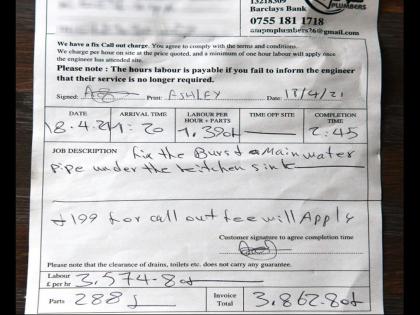 13218309
Barclays Bank
PLUMBERS
0755 181 1718
ampmplumbers26@gmail.com
We have a fix Call out charge. You agree to comply with the terms and conditions.
We charge per hour on site at the price quoted, and a minimum of one hour labour will apply once
the engineer has attended site.
Please note : The hours labour is payable if you fail to inform the engineer
that their service is no longer required.
Signed: Print: ASHLEY Date: 18/4/21
DATE ARRIVAL TIME LABOUR PER HOUR + PARTS TIME OFF SITE COMPLETION TIME
18.4.21 1:20 2:45
JOB DESCRIPTION fix the Burst Main water
pipe under the kitchen sink
£199 for call out fee will Apply
Customer signature to agree completion time
Please note that the clearance of drains, toilets etc. does not carry any guarantee.
Labour £ per hr 3,574.80
Parts 288 Invoice Total 3,862.80